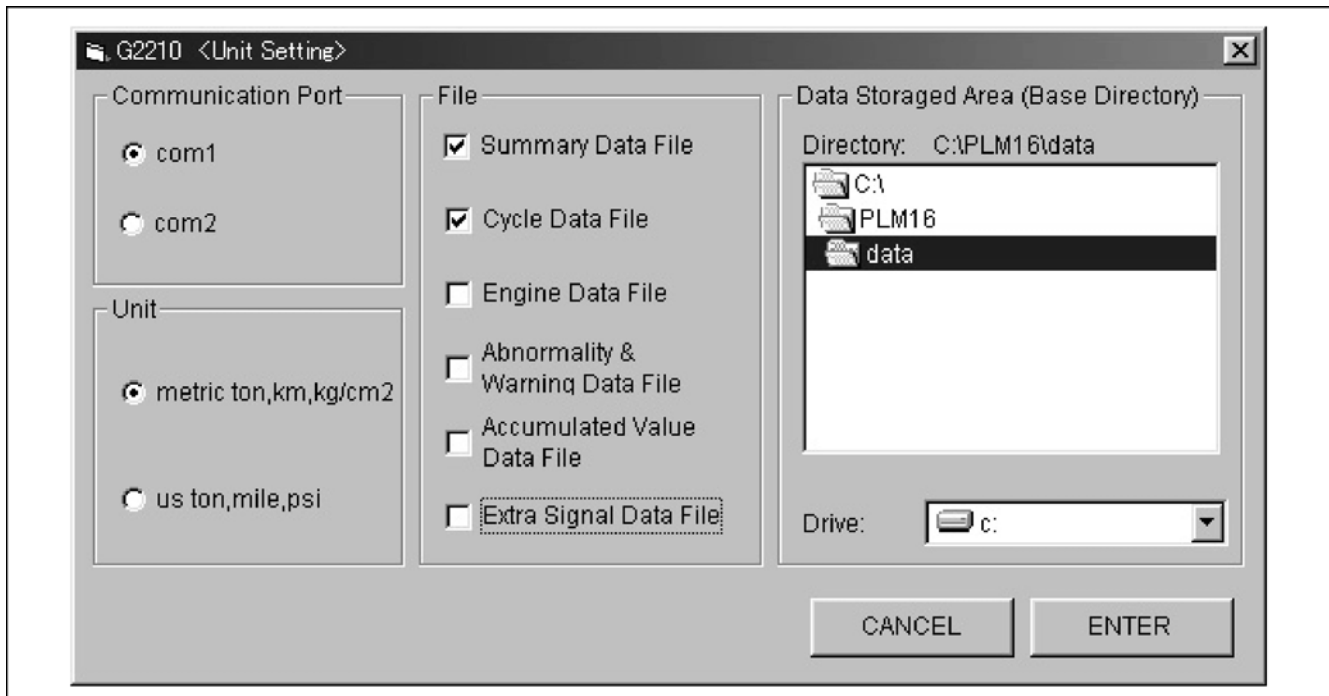 G2210 <Unit Setting>
Communication Port
com1
com2
Unit
metric ton,km,kg/cm2
us ton,mile,psi
File
Summary Data File
Cycle Data File
Engine Data File
Abnormality &
Warning Data File
Accumulated Value
Data File
Extra Signal Data File
Data Storaged Area (Base Directory)
Directory: C:\PLM16\data
C:\
PLM16
data
Drive: c:
CANCEL
ENTER